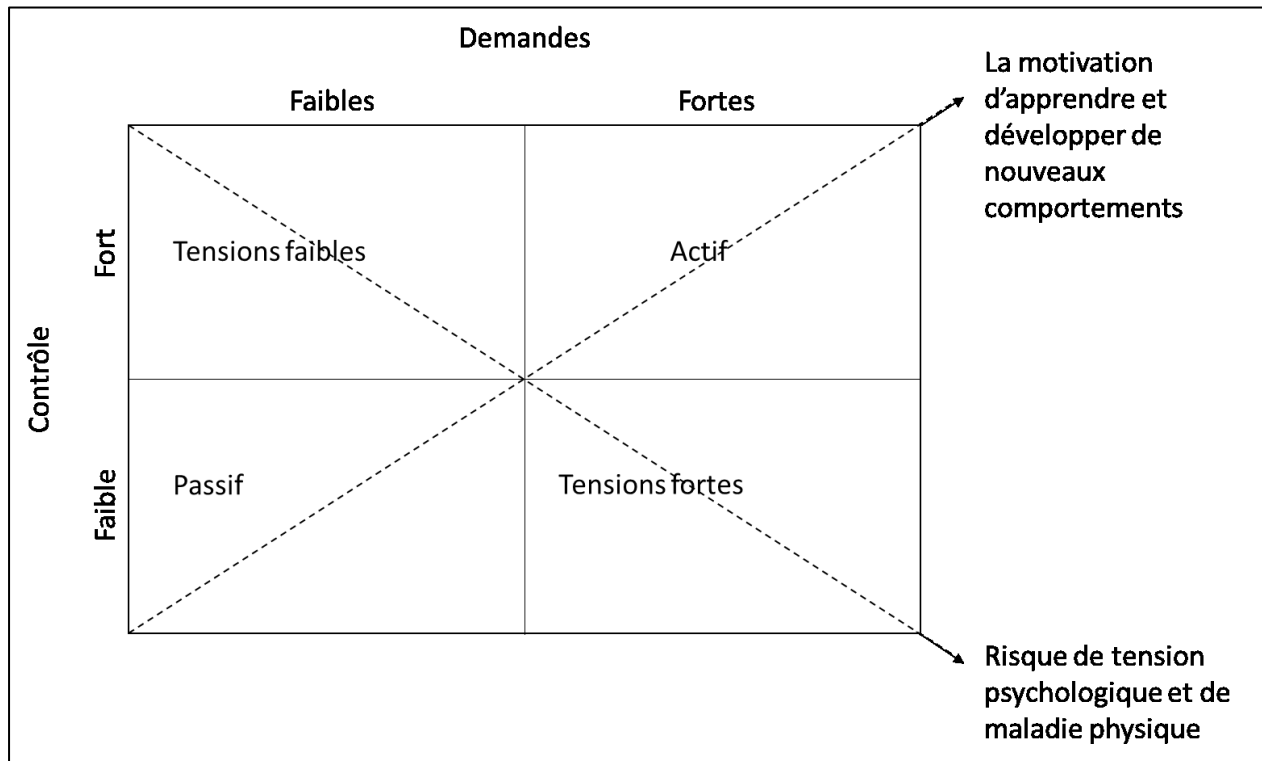 Demandes
Faibles
Fortes
La motivation
d'apprendre et
développer de
nouveaux
comportements
Fort
Tensions faibles
Actif
Contrôle
Faible
Passif
Tensions fortes
Risque de tension
psychologique et de
maladie physique